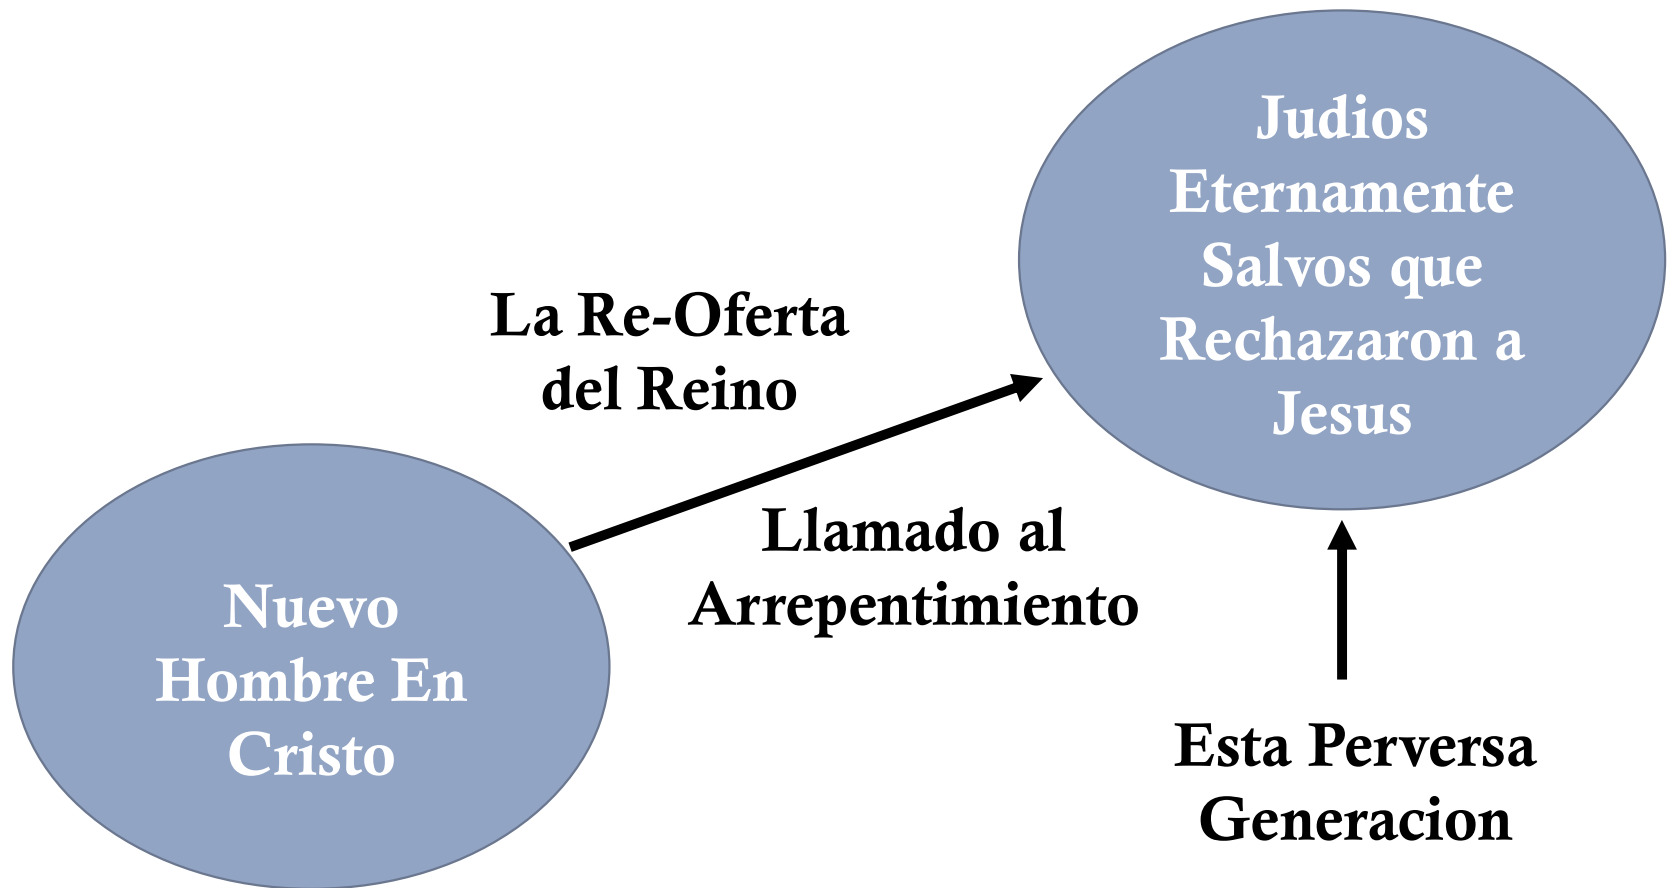 Judios
Eternamente
Salvos que
Rechazaron a
Jesus
La Re-Oferta
del Reino
Llamado al
Arrepentimiento
Nuevo
Hombre En
Cristo
Esta Perversa
Generacion